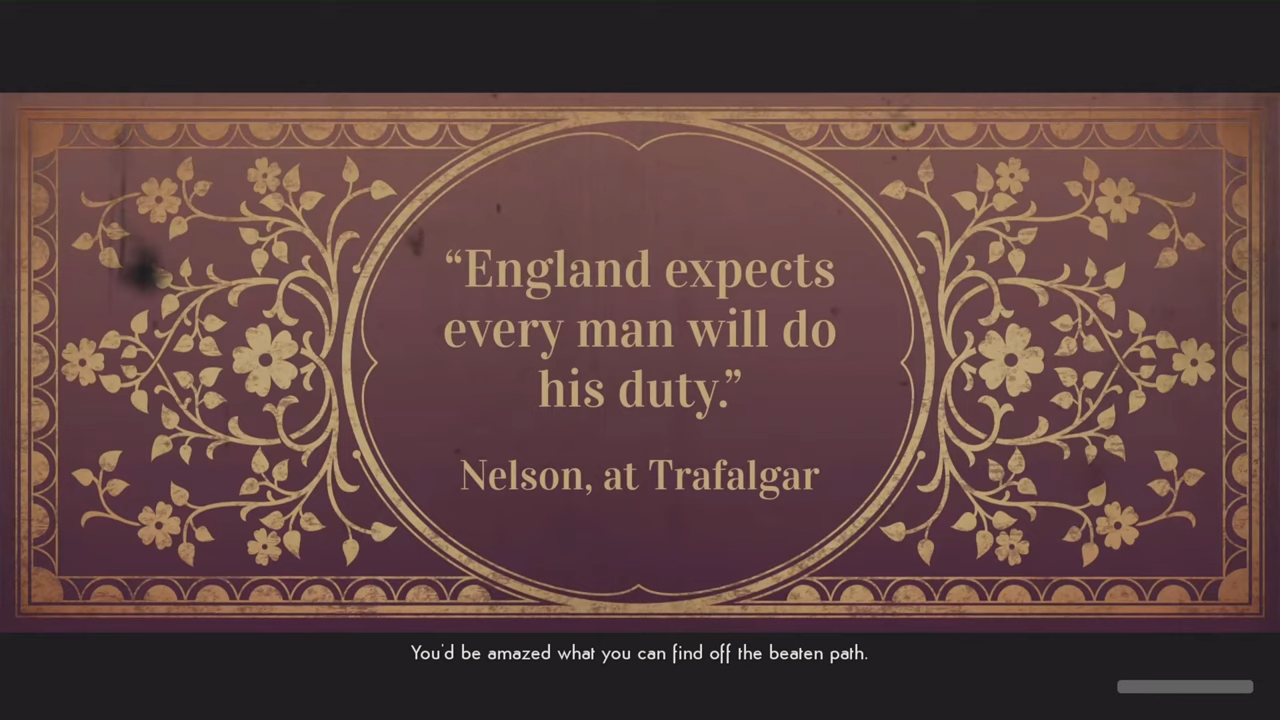 “England expects
every man will do
his duty.”
Nelson, at Trafalgar
You'd be amazed what you can find off the beaten path.